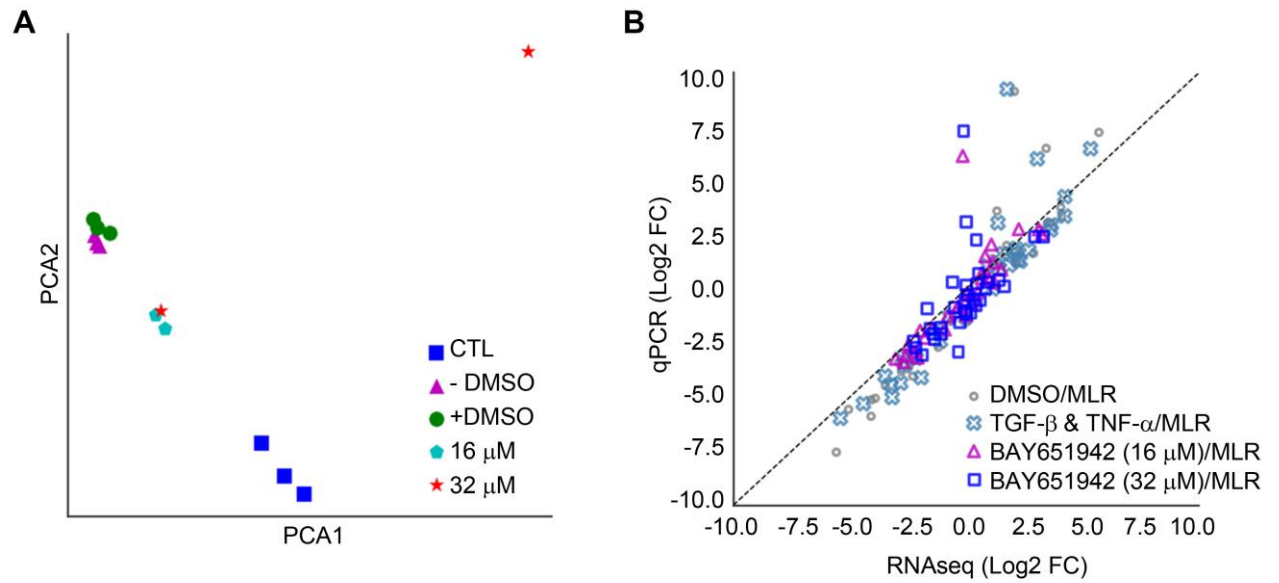 A
PCA2
CTL
- DMSO
+DMSO
16 μM
32 μM
PCA1
B
10.0
7.5
5.0
2.5
0.0
-2.5
-5.0
-7.5
-10.0
qPCR (Log2 FC)
DMSO/MLR
TGF-β & TNF-α/MLR
BAY651942 (16 μM)/MLR
BAY651942 (32 μM)/MLR
-10.0 -7.5 -5.0 -2.5 0.0 2.5 5.0 7.5 10.0
RNAseq (Log2 FC)